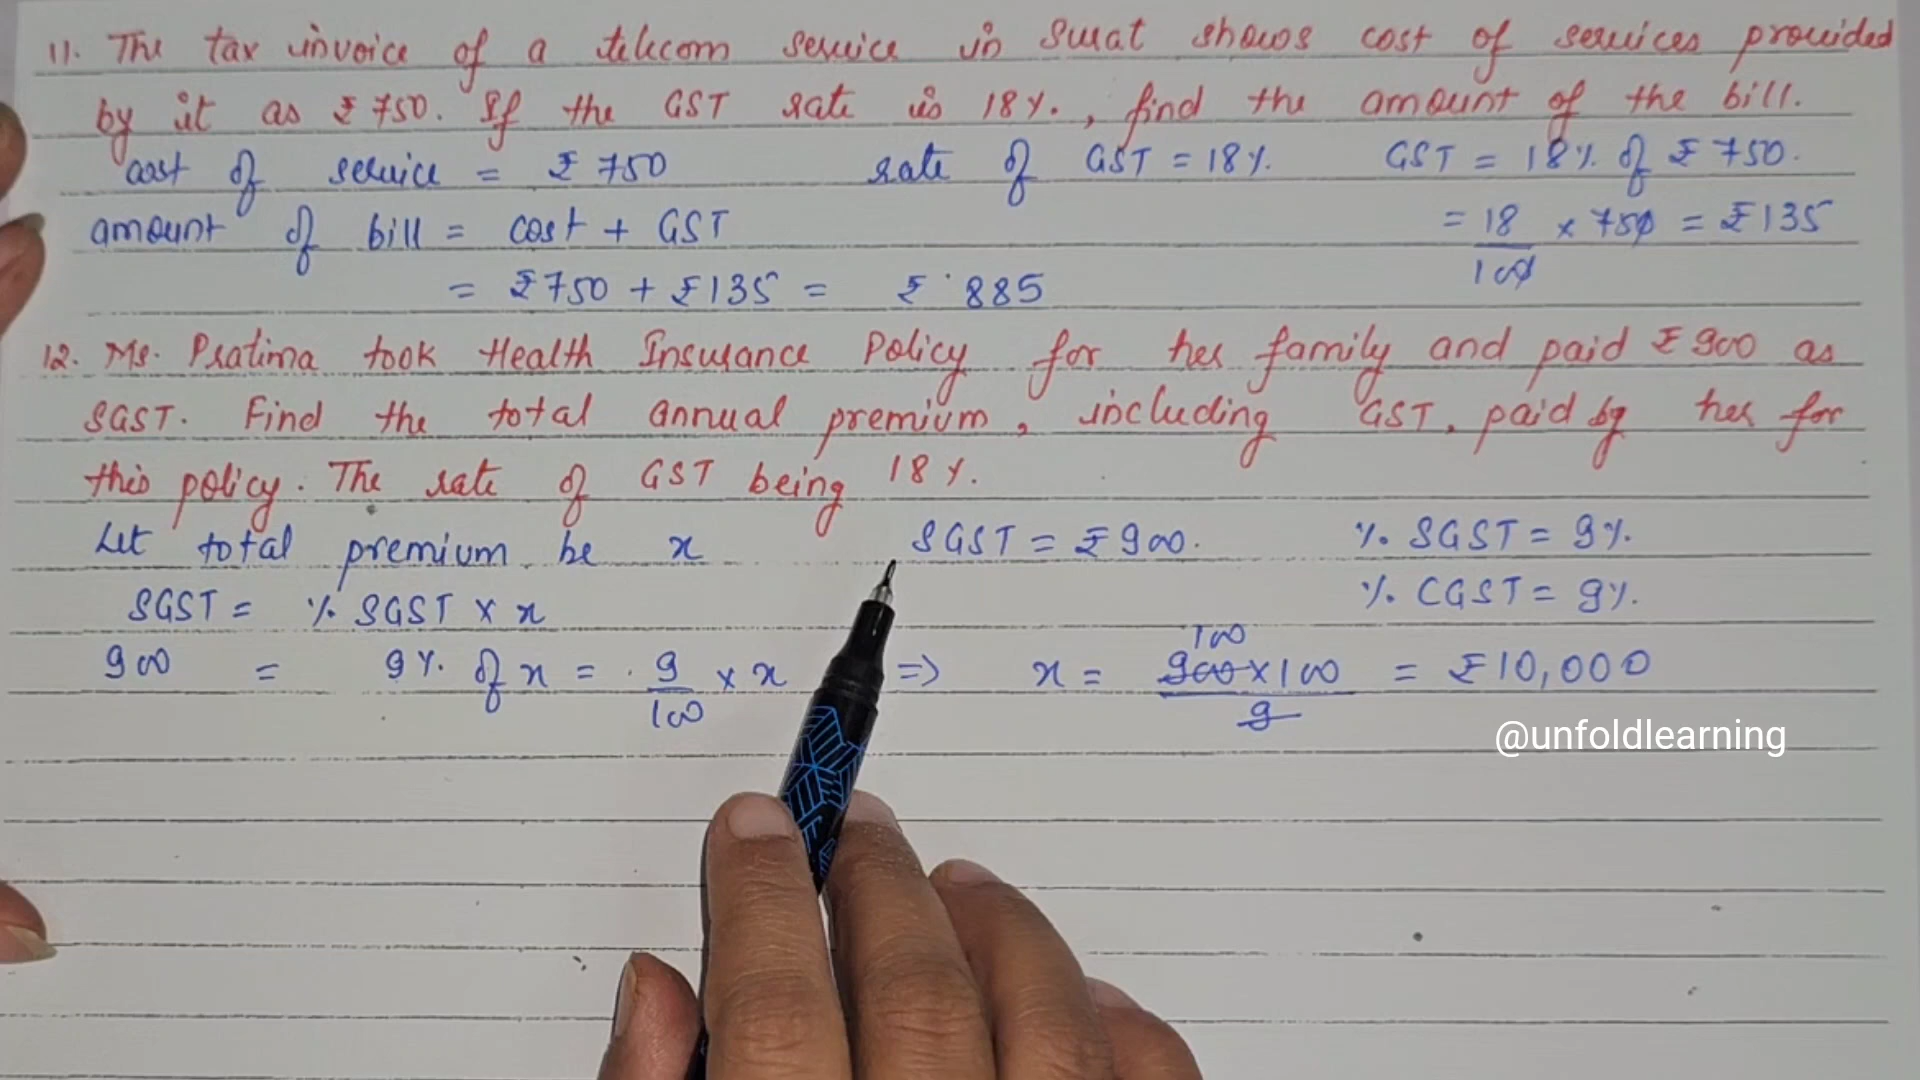 11. The tax invoice of a telecom service in Surat shows cost of services provided
by it as ₹ 750. If the GST rate is 18%., find the amount of the bill.
cost of service = ₹ 750 rate of GST = 18%. GST = 18% of ₹ 750.
amount of bill = cost + GST = 18/100 × 750 = ₹ 135
= ₹750 + ₹135 = ₹ 885
12. Ms. Pratima took Health Insurance Policy for her family and paid ₹ 900 as
SGST. Find the total annual premium, including GST, paid by her for
this policy. The rate of GST being 18%.
Let total premium be x SGST = ₹ 900. % SGST = 9%.
SGST = % SGST × x % CGST = 9%.
100
900 = 9% of x = 9/100 × x => x = 900×100/9 = ₹10,000
@unfoldlearning